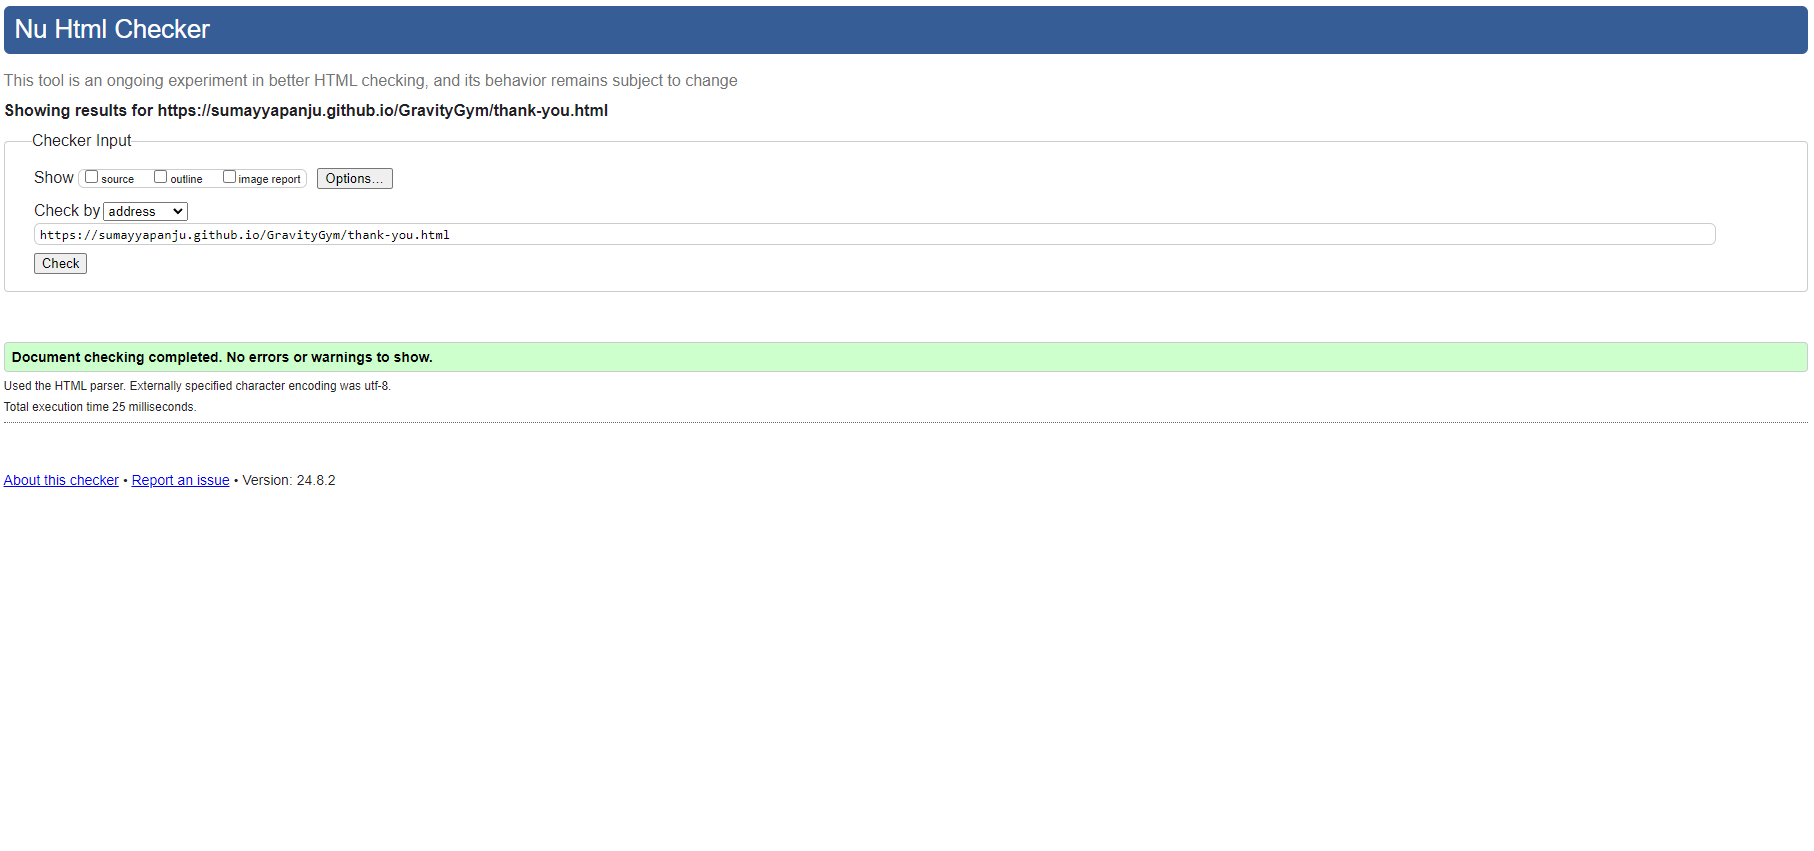 Nu Html Checker
This tool is an ongoing experiment in better HTML checking, and its behavior remains subject to change
Showing results for https://sumayyapanju.github.io/GravityGym/thank-you.html
Checker Input
Show source outline image report Options...
Check by address
https://sumayyapanju.github.io/GravityGym/thank-you.html
Check
Document checking completed. No errors or warnings to show.
Used the HTML parser. Externally specified character encoding was utf-8.
Total execution time 25 milliseconds.
About this checker • Report an issue • Version: 24.8.2